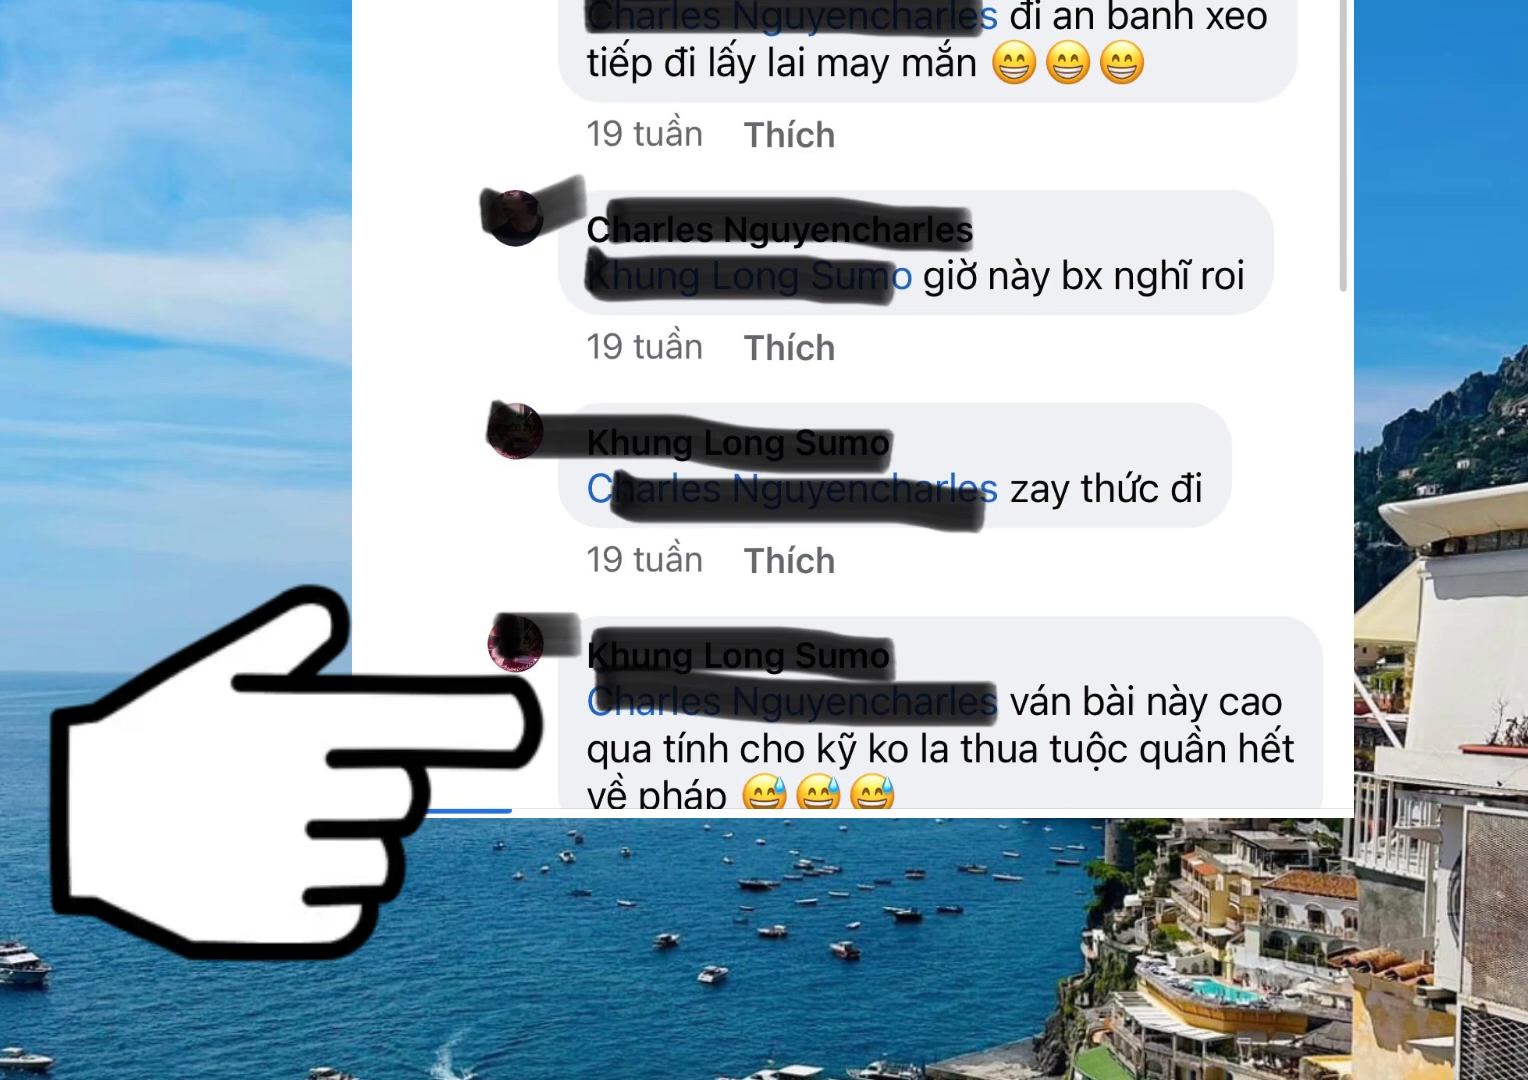 Charles Nguyencharles đi an banh xeo
tiếp đi lấy lai may mắn 😁😁😁
19 tuần Thích
Charles Nguyencharles
Khung Long Sumo giờ này bx nghĩ roi
19 tuần Thích
Khung Long Sumo
Charles Nguyencharles zay thức đi
19 tuần Thích
Khung Long Sumo
Charles Nguyencharles ván bài này cao
qua tính cho kỹ ko la thua tuộc quần hết
về pháp 😅😅😅